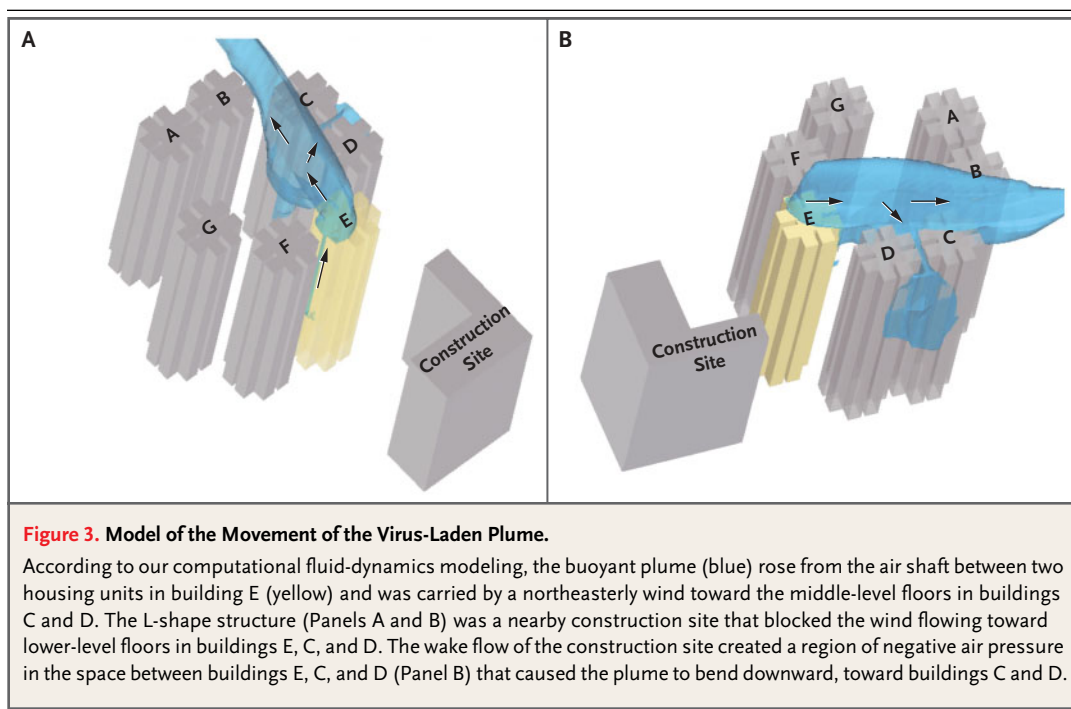 A
B
A
B
C
D
E
F
G
Construction
Site
G
A
F
B
E
D
C
Construction
Site
Figure 3. Model of the Movement of the Virus-Laden Plume.
According to our computational fluid-dynamics modeling, the buoyant plume (blue) rose from the air shaft between two
housing units in building E (yellow) and was carried by a northeasterly wind toward the middle-level floors in buildings
C and D. The L-shape structure (Panels A and B) was a nearby construction site that blocked the wind flowing toward
lower-level floors in buildings E, C, and D. The wake flow of the construction site created a region of negative air pressure
in the space between buildings E, C, and D (Panel B) that caused the plume to bend downward, toward buildings C and D.